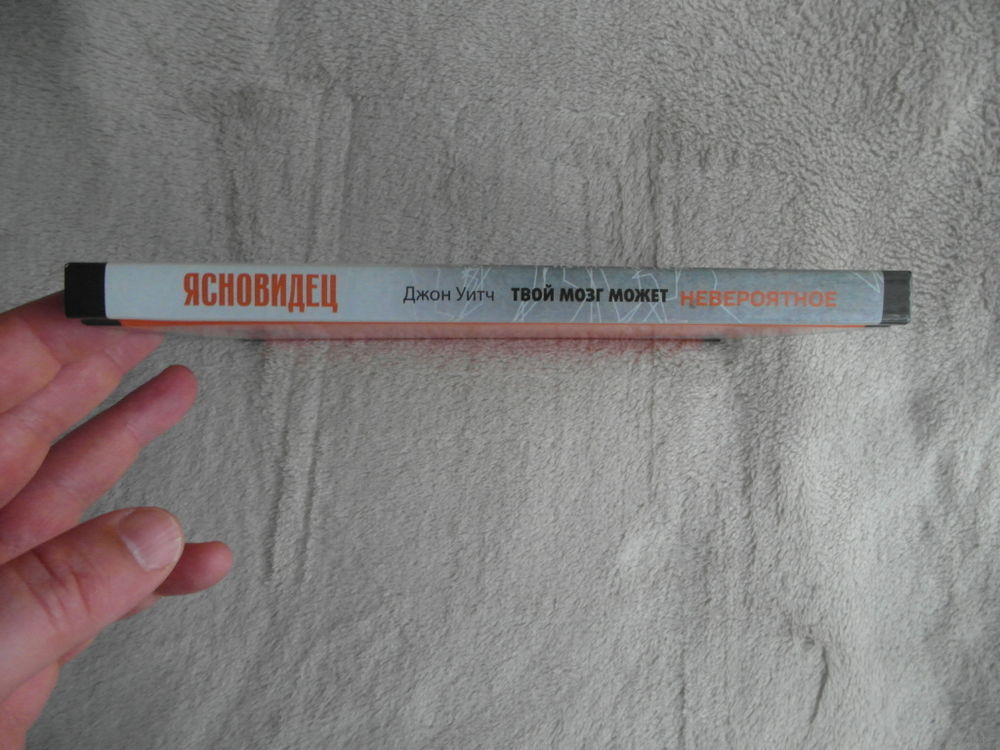 ЯСНОВИДЕЦ Джон Уитч ТВОЙ МОЗГ МОЖЕТ НЕВЕРОЯТНОЕ